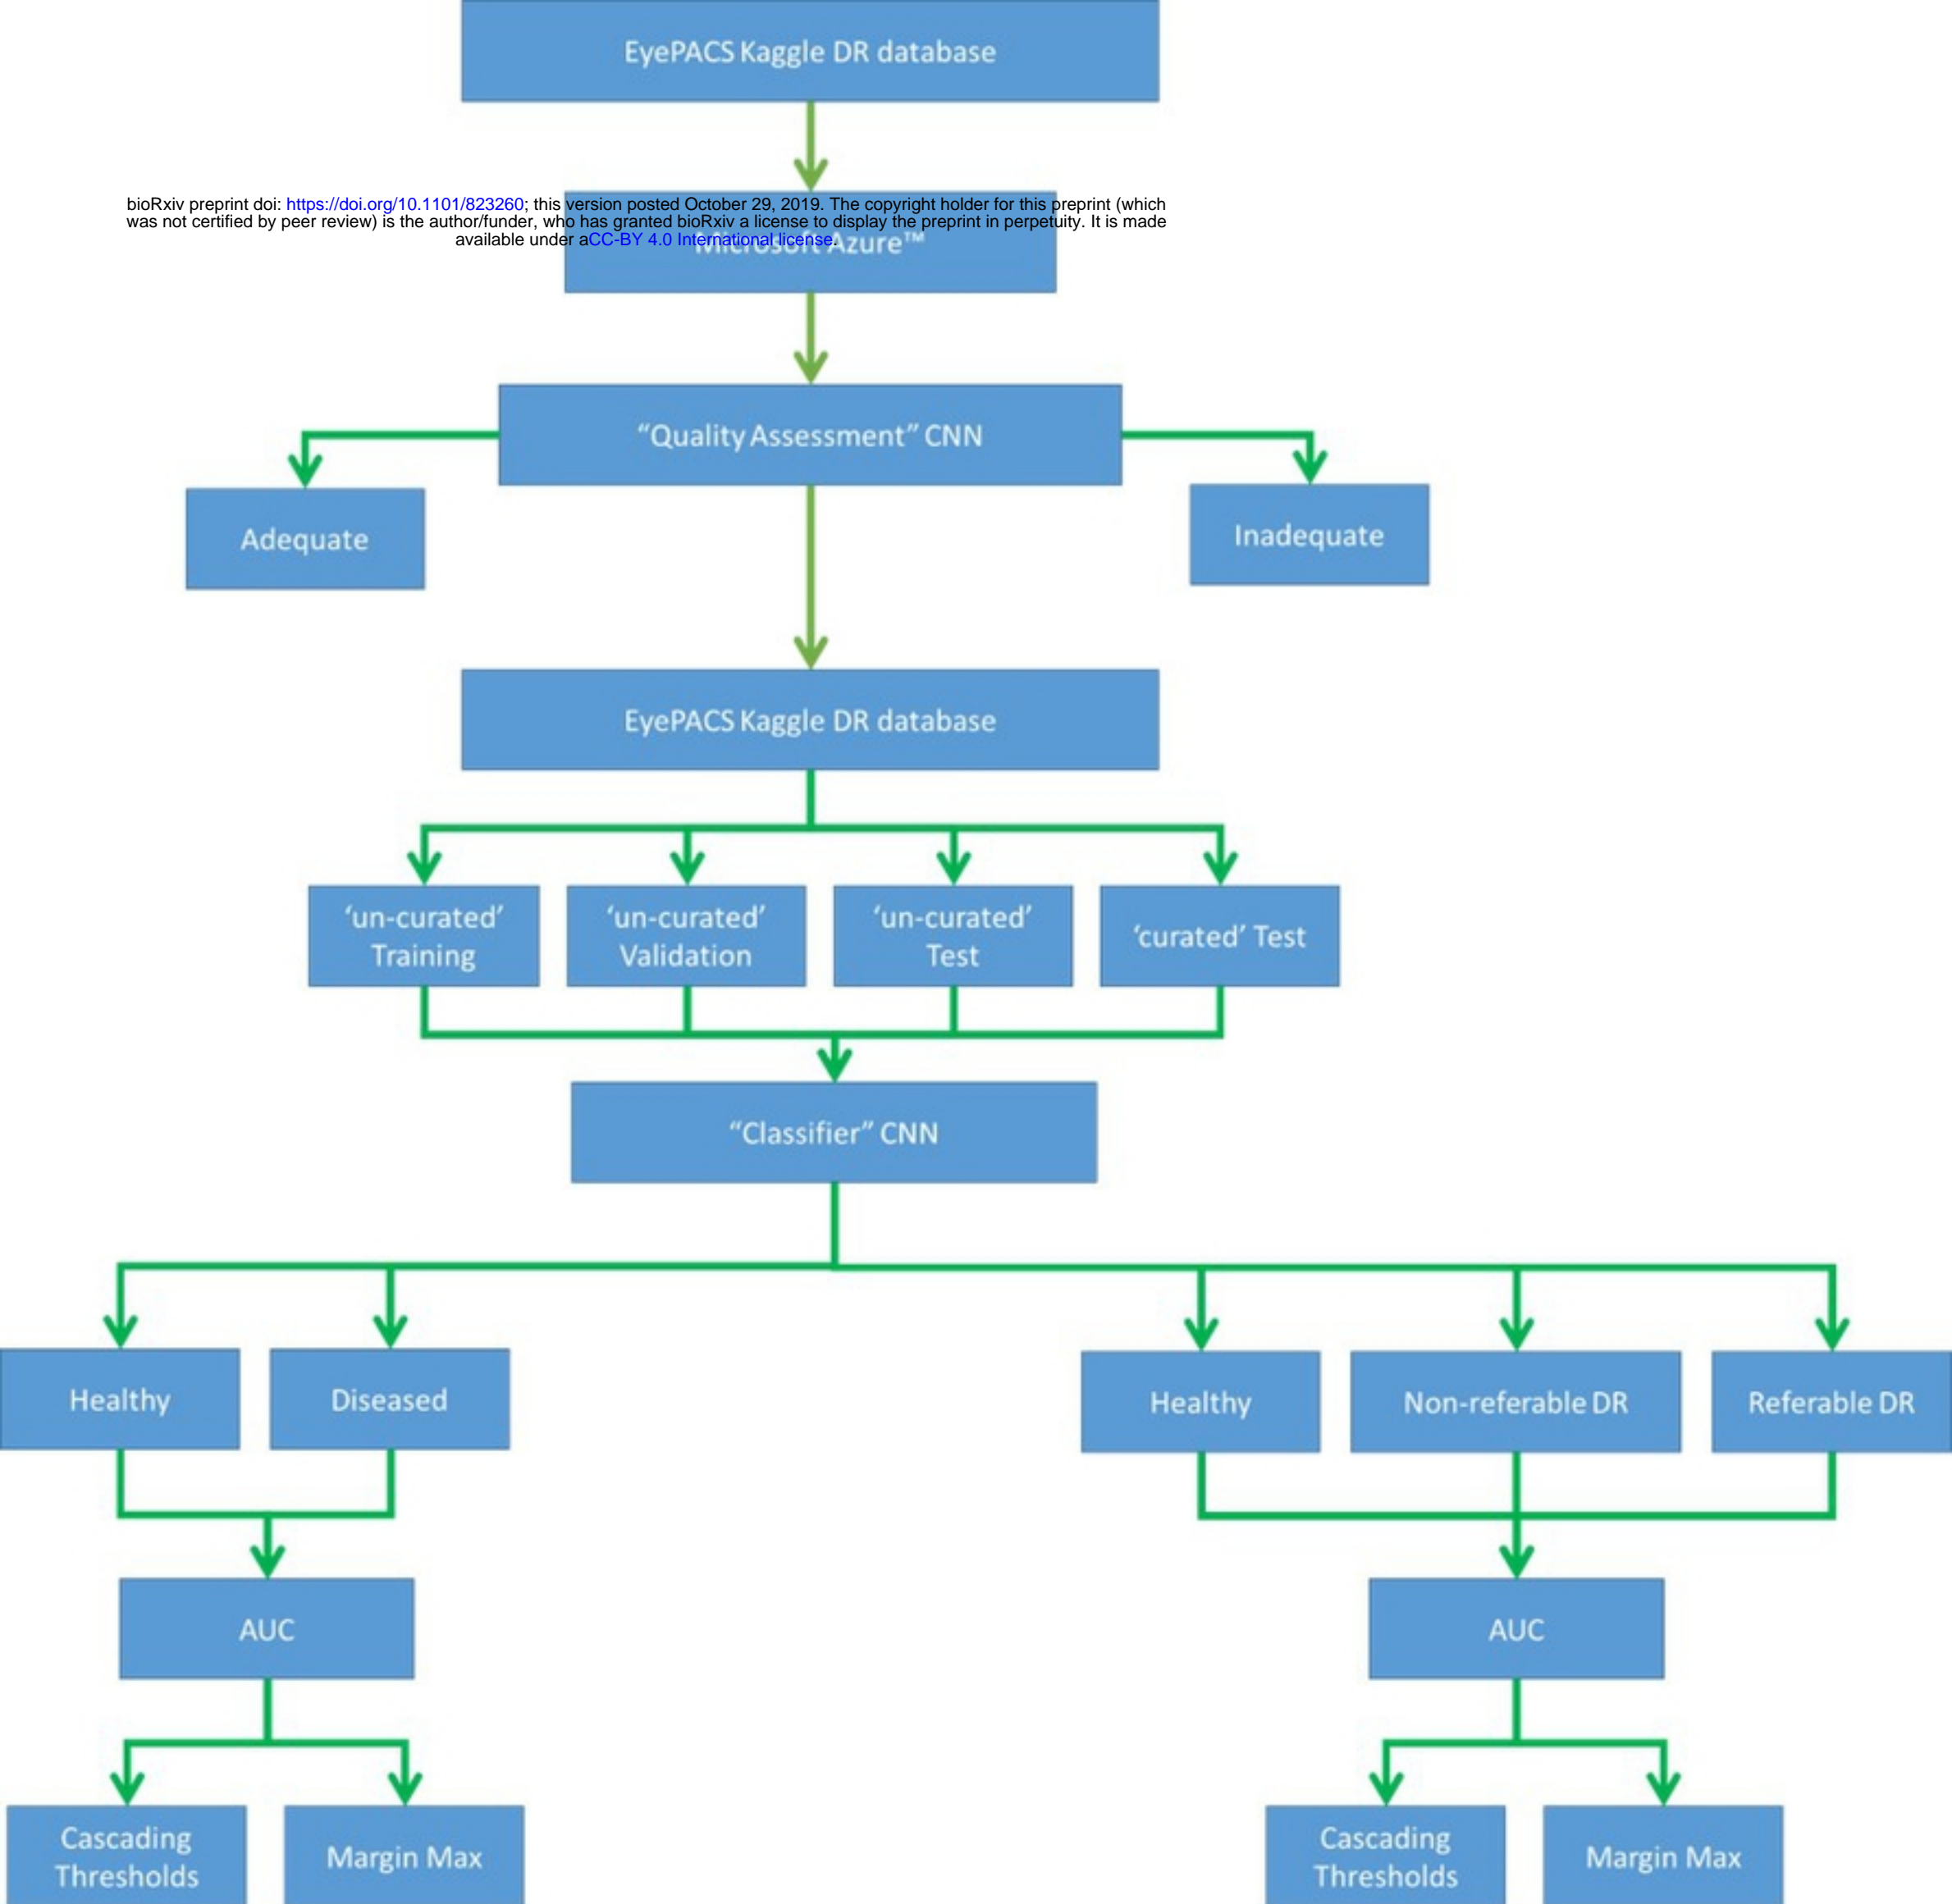 EyePACS Kaggle DR database
bioRxiv preprint doi: https://doi.org/10.1101/823260; this version posted October 29, 2019. The copyright holder for this preprint (which
was not certified by peer review) is the author/funder, who has granted bioRxiv a license to display the preprint in perpetuity. It is made
available under aCC-BY 4.0 International license.
Microsoft Azure™
“Quality Assessment” CNN
Adequate
Inadequate
EyePACS Kaggle DR database
‘un-curated’
Training
‘un-curated’
Validation
‘un-curated’
Test
‘curated’ Test
“Classifier” CNN
Healthy
Diseased
Healthy
Non-referable DR
Referable DR
AUC
AUC
Cascading
Thresholds
Margin Max
Cascading
Thresholds
Margin Max